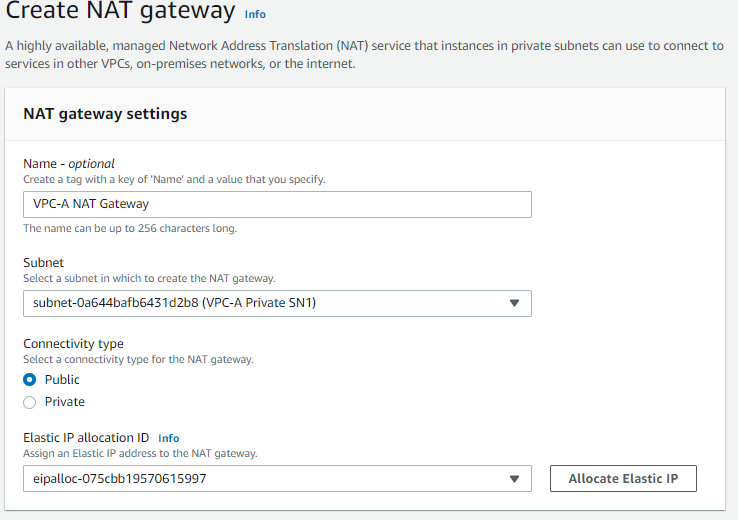 Create NAT gateway Info
A highly available, managed Network Address Translation (NAT) service that instances in private subnets can use to connect to
services in other VPCs, on-premises networks, or the internet.
NAT gateway settings
Name - optional
Create a tag with a key of 'Name' and a value that you specify.
VPC-A NAT Gateway
The name can be up to 256 characters long.
Subnet
Select a subnet in which to create the NAT gateway.
subnet-0a644bafb6431d2b8 (VPC-A Private SN1)
Connectivity type
Select a connectivity type for the NAT gateway.
Public
Private
Elastic IP allocation ID Info
Assign an Elastic IP address to the NAT gateway.
eipalloc-075cbb19570615997
Allocate Elastic IP